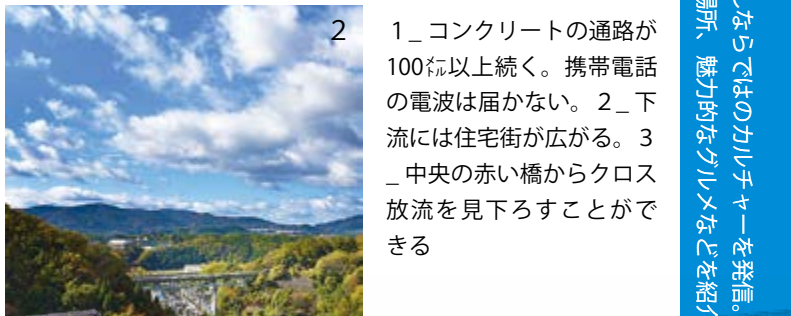 2
1_コンクリートの通路が
100㍍以上続く。携帯電話
の電波は届かない。2_下
流には住宅街が広がる。3
_中央の赤い橋からクロス
放流を見下ろすことがで
きる
ならではのカルチャーを発信。
場所、魅力的なグルメなどを紹